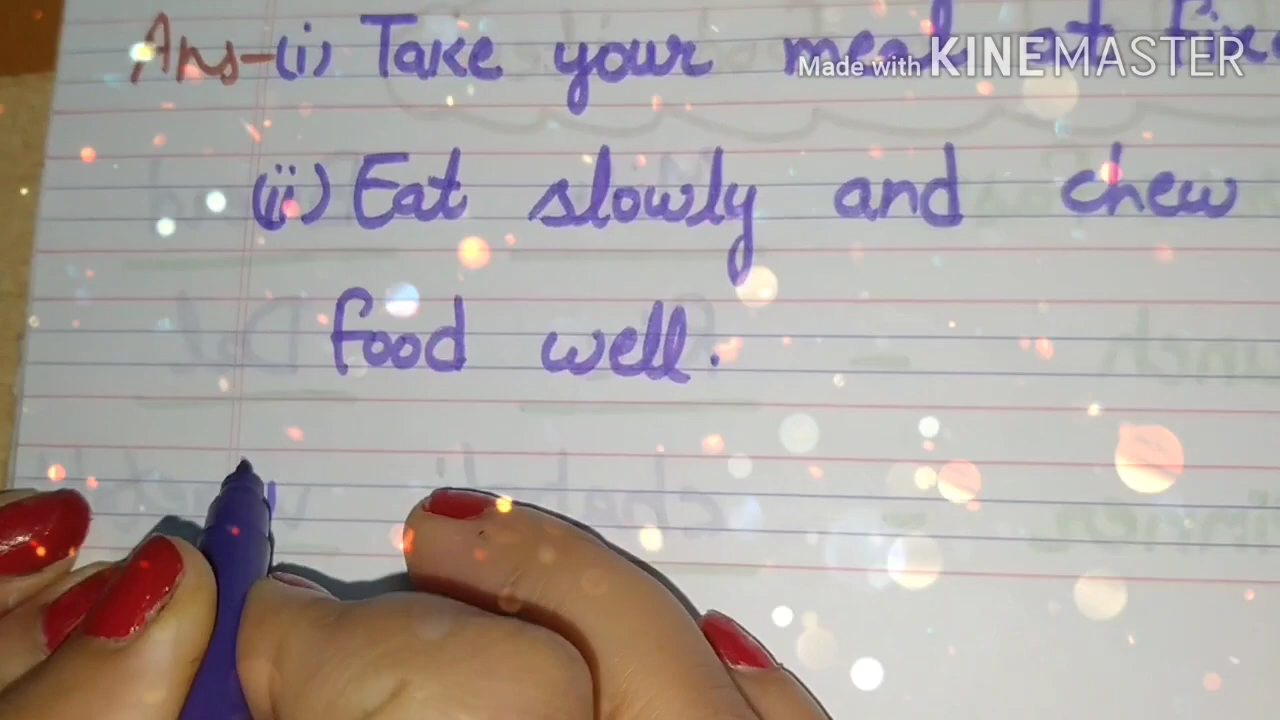 Ans-(i) Take your meal at
Made with KINEMASTER
(ii) Eat slowly and chew
food well.